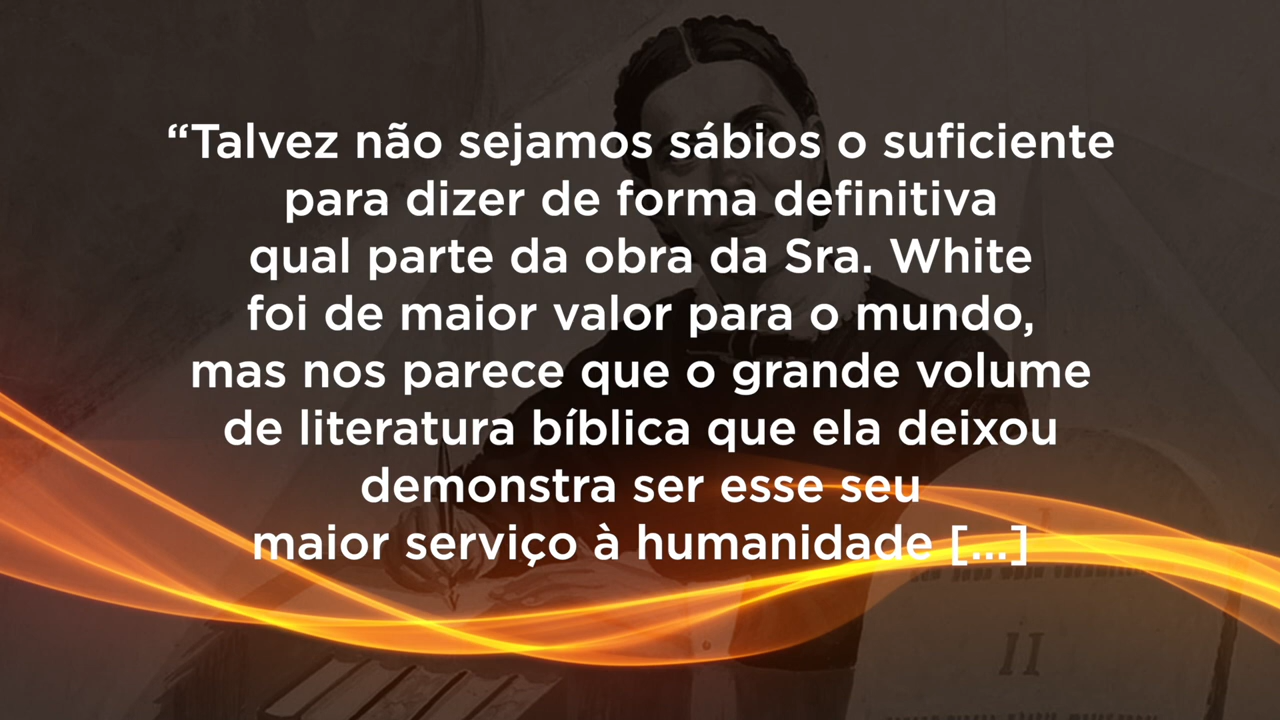 “Talvez não sejamos sábios o suficiente
para dizer de forma definitiva
qual parte da obra da Sra. White
foi de maior valor para o mundo,
mas nos parece que o grande volume
de literatura bíblica que ela deixou
demonstra ser esse seu
maior serviço à humanidade [...]
I
II